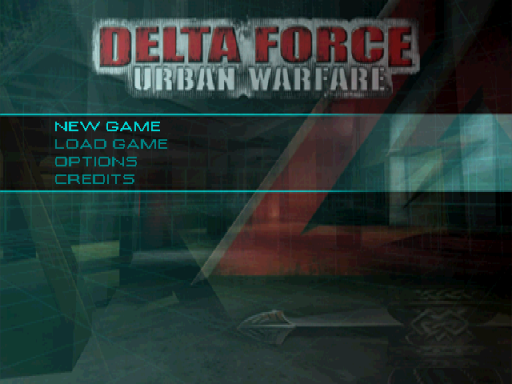 DELTA FORCE
URBAN WARFARE
NEW GAME
LOAD GAME
OPTIONS
CREDITS